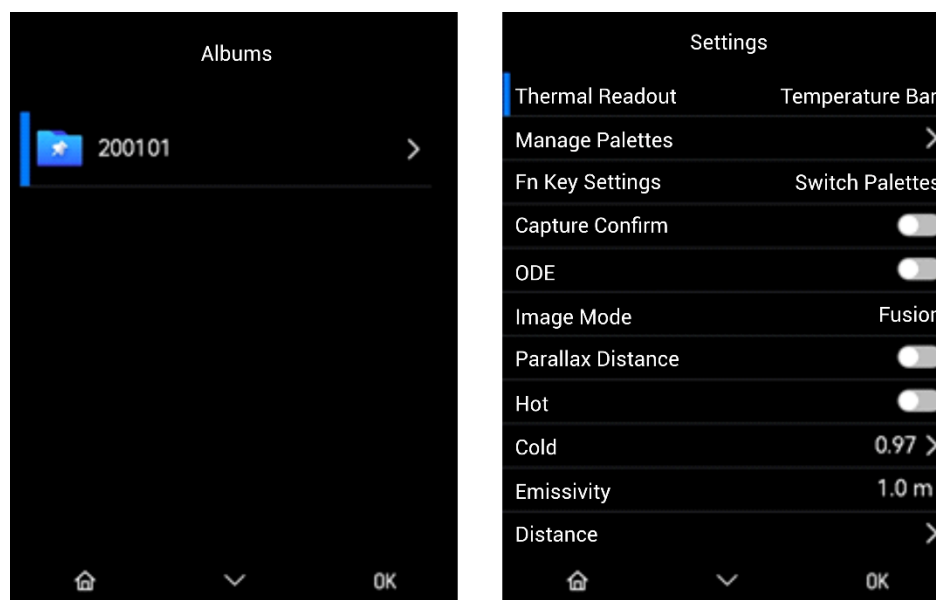 Albums
200101
OK
Settings
Thermal Readout Temperature Bar
Manage Palettes
Fn Key Settings Switch Palettes
Capture Confirm
ODE
Image Mode Fusion
Parallax Distance
Hot
Cold 0.97
Emissivity 1.0 m
Distance
OK